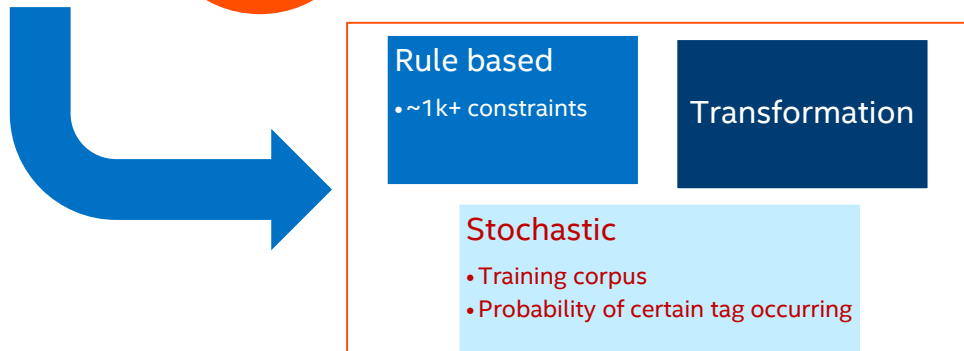 Rule based
•~1k+ constraints
Transformation
Stochastic
•Training corpus
•Probability of certain tag occurring